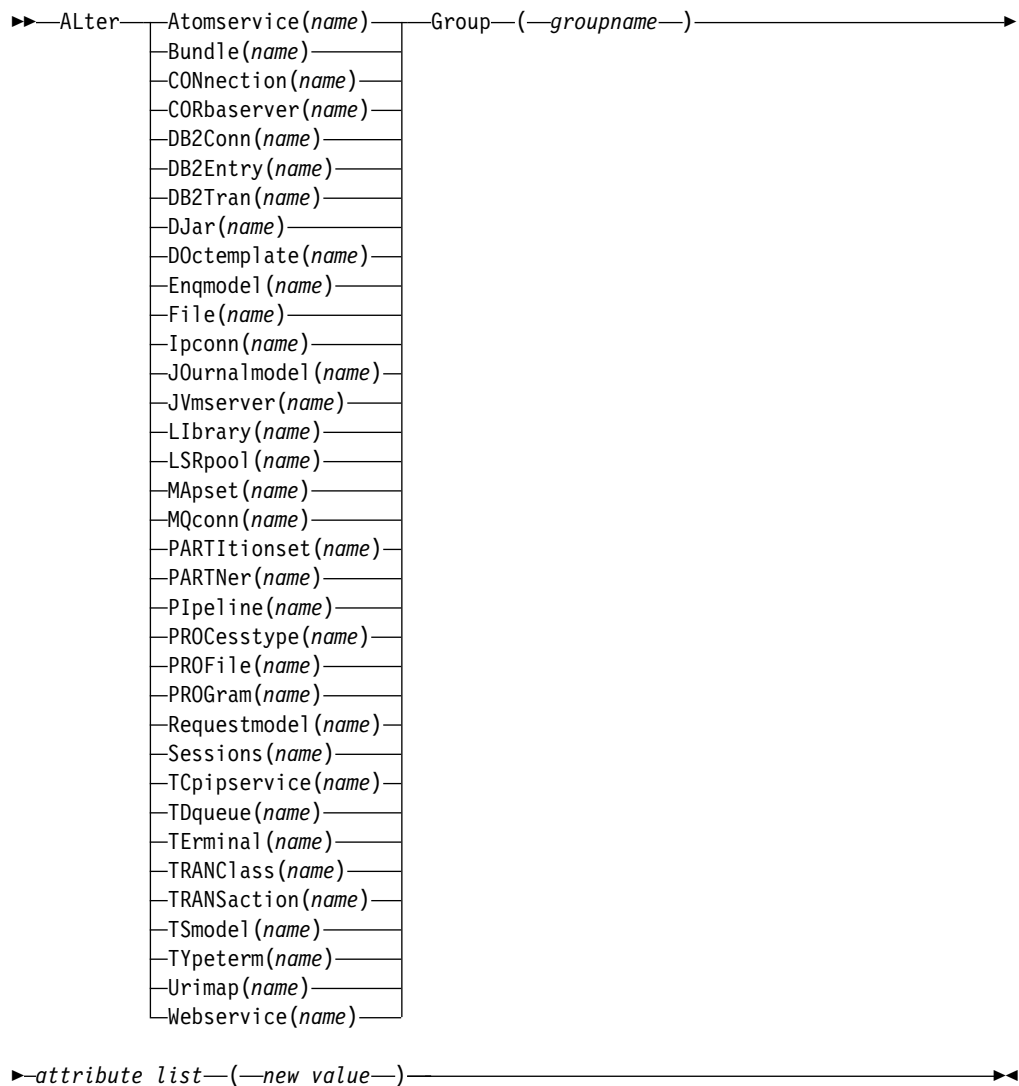 ALter Atomservice(name) Group ( groupname )
Bundle(name)
CONnection(name)
CORbaserver(name)
DB2Conn(name)
DB2Entry(name)
DB2Tran(name)
DJar(name)
DOctemplate(name)
Enqmodel(name)
File(name)
Ipconn(name)
JOurnalmodel(name)
JVmserver(name)
LIbrary(name)
LSRpool(name)
MApset(name)
MQconn(name)
PARTItionset(name)
PARTNer(name)
PIpeline(name)
PROCesstype(name)
PROFile(name)
PROGram(name)
Requestmodel(name)
Sessions(name)
TCpipservice(name)
TDqueue(name)
TErminal(name)
TRANClass(name)
TRANSaction(name)
TSmodel(name)
TYpeterm(name)
Urimap(name)
Webservice(name)
attribute list ( new value )